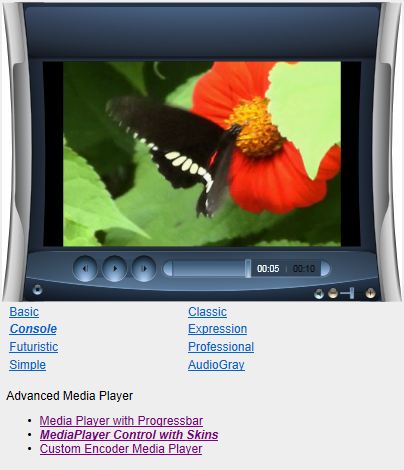 00:05 | 00:10
Basic Classic
Console Expression
Futuristic Professional
Simple AudioGray
Advanced Media Player
• Media Player with Progressbar
• MediaPlayer Control with Skins
• Custom Encoder Media Player